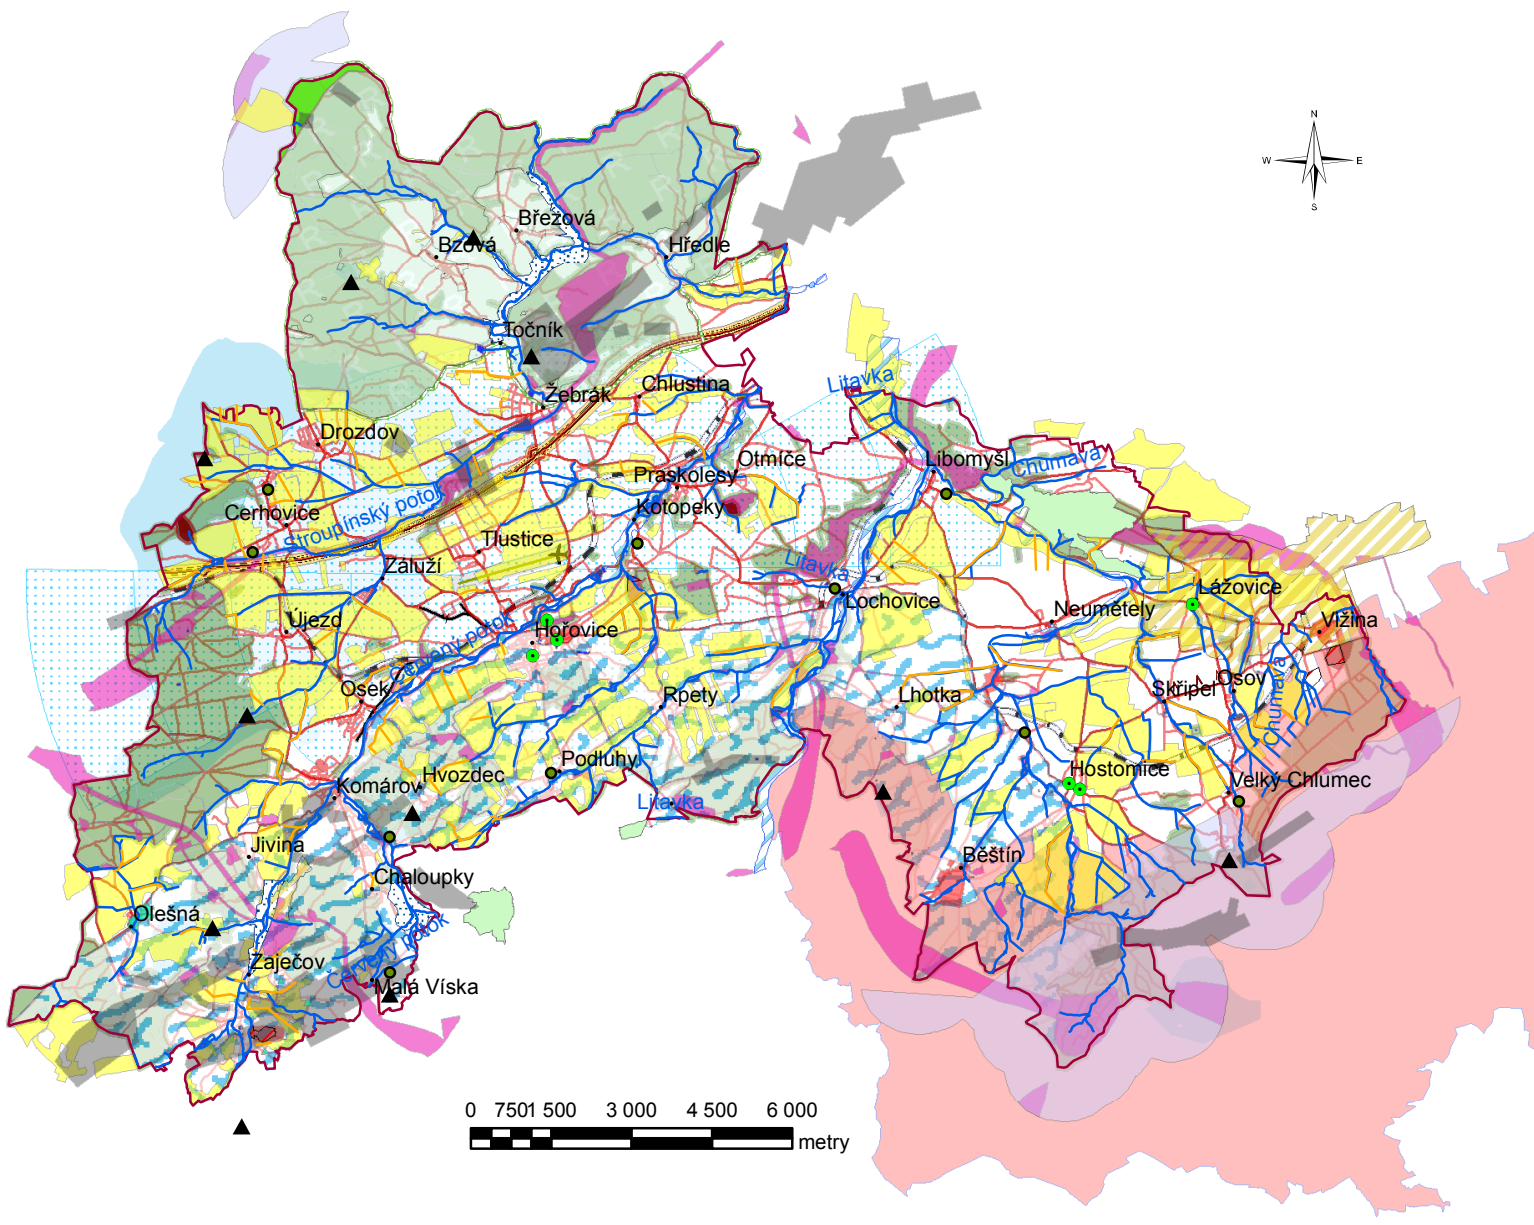 N
W
E
S
Březová
Bzová
Hředle
Točník
Litavka
Chlustina
Žebrák
Drozdov
Otmíče
Libomyšl
Chumava
Praskolesy
Stroupínský potok
Cerhovice
Kotopeky
Tlustice
Záluží
Litavka
Lážovice
Lochovice
Neumětely
Újezd
Hořovice
Vižina
Červený potok
Osek
Rpety
Lhotka
Skřipel
Osov
Chumava
Podluhy
Hostomice
Komárov
Hvozdec
Velký Chlumec
Litavka
Jivina
Běštín
Chaloupky
Olešná
Zaječov
Červený potok
Malá Víska
0 750 1 500 3 000 4 500 6 000
metry